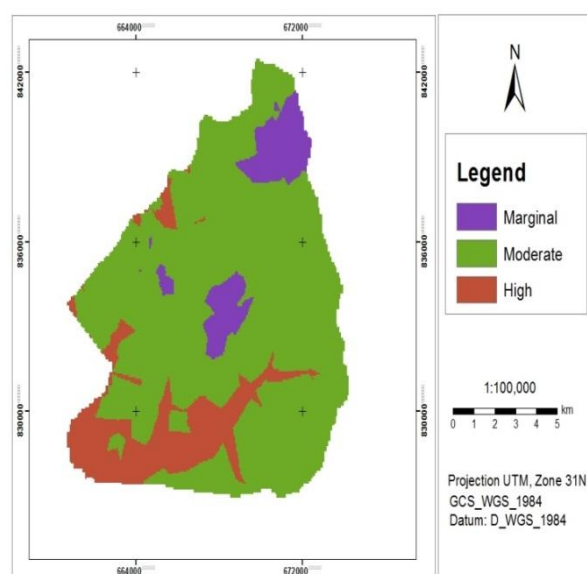 664000 672000
842000 842000
836000 836000
830000 830000
664000 672000
N
Legend
Marginal
Moderate
High
1:100,000
km
0 1 2 3 4 5
Projection UTM, Zone 31N
GCS_WGS_1984
Datum: D_WGS_1984